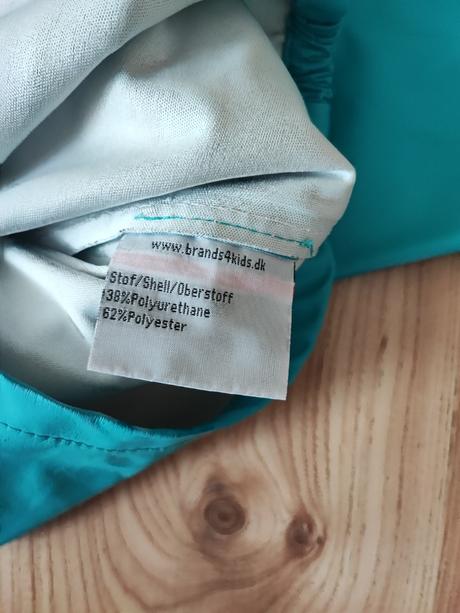 www.brands4kids.dk
Stof/Shell/Oberstoff
38%Polyurethane
62%Polyester